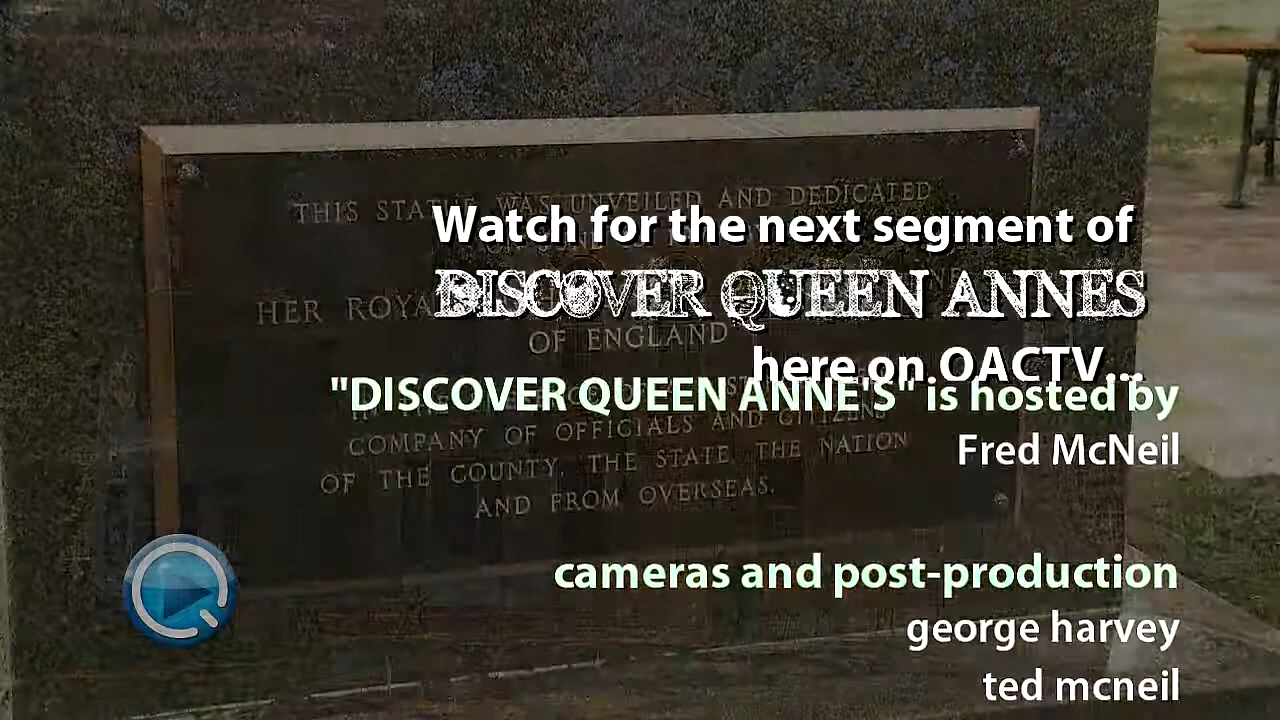 THIS STATUE WAS UNVEILED AND DEDICATED
Watch for the next segment of
DISCOVER QUEEN ANNES
HER ROYA
OF ENGLAND
here on OACTV...
"DISCOVER QUEEN ANNE'S" is hosted by
COMPANY OF OFFICIALS AND CITIZENS
Fred McNeil
OF THE COUNTY, THE STATE, THE NATION
AND FROM OVERSEAS.
cameras and post-production
george harvey
ted mcneil